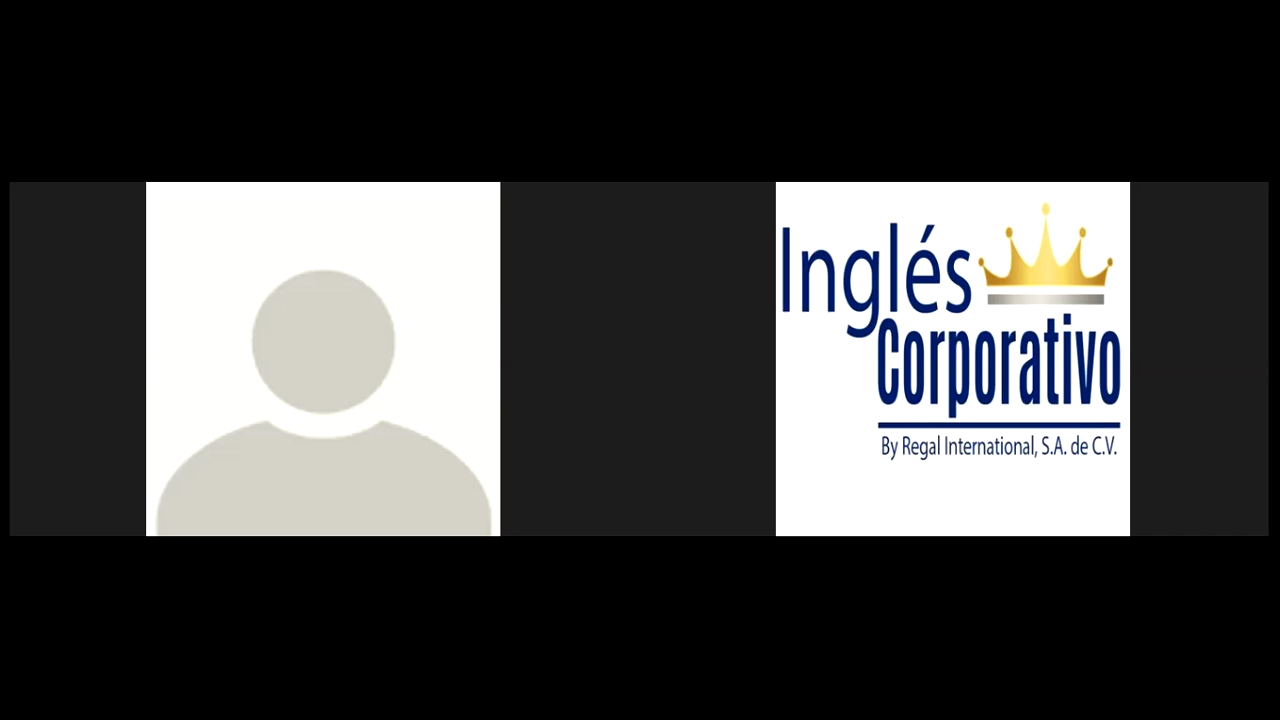 Inglés
Corporativo
By Regal International, S.A. de C.V.